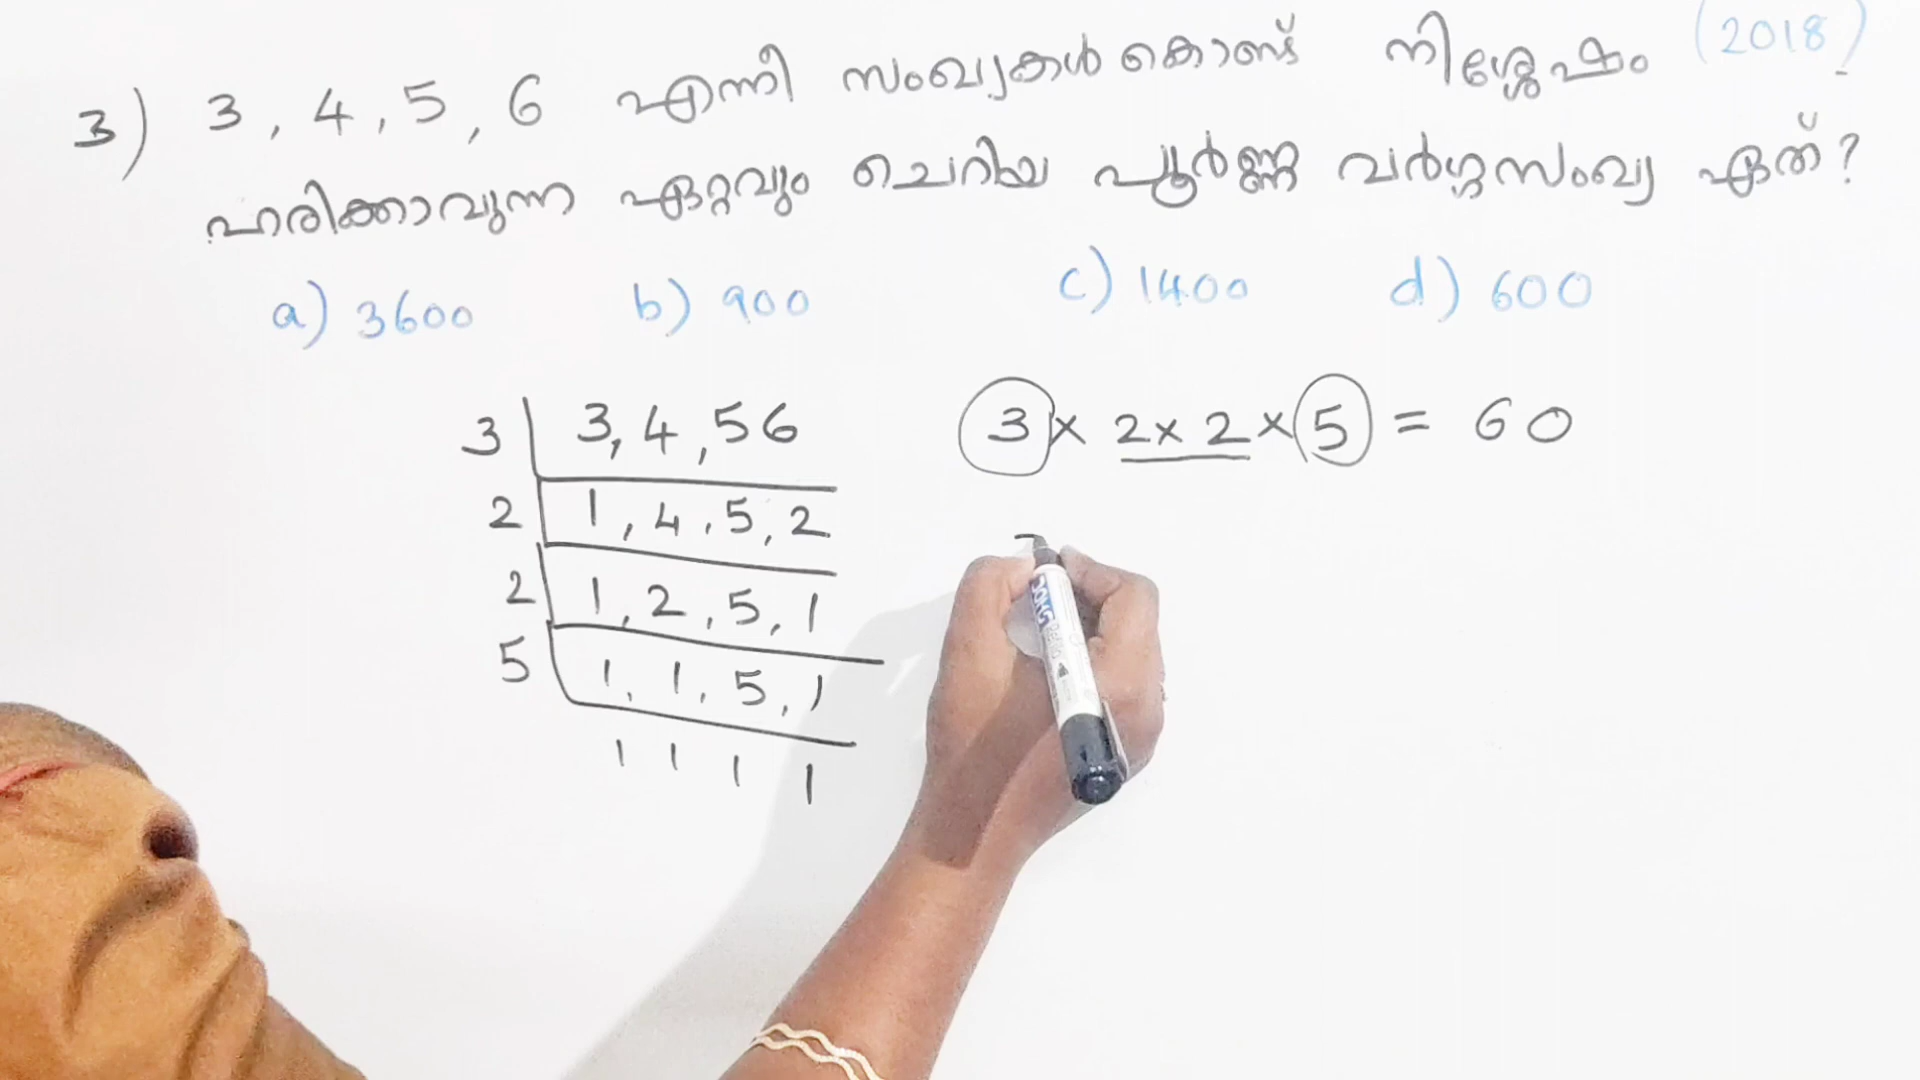 3) 3, 4, 5, 6 എന്നീ സംഖ്യകൾ കൊണ്ട് നിശ്ശേഷം (2018)
ഹരിക്കാവുന്ന ഏറ്റവും ചെറിയ പൂർണ്ണ വർഗ്ഗസംഖ്യ ഏത്?
a) 3600 b) 900 c) 1400 d) 600
3 3, 4, 5 6 3 × 2 × 2 × 5 = 60
2 1, 4, 5, 2
2 1, 2, 5, 1
5 1, 1, 5, 1
1 1 1 1